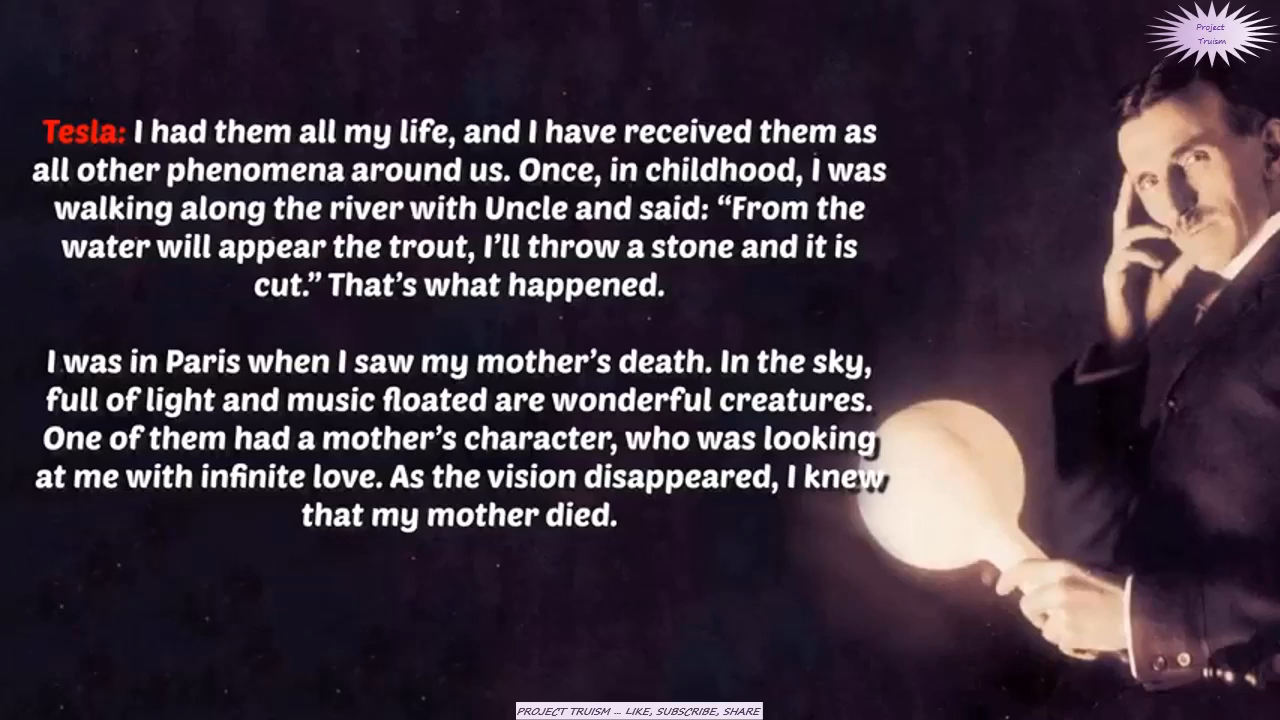 Project
Truism
Tesla: I had them all my life, and I have received them as
all other phenomena around us. Once, in childhood, I was
walking along the river with Uncle and said: “From the
water will appear the trout, I’ll throw a stone and it is
cut.” That’s what happened.
I was in Paris when I saw my mother’s death. In the sky,
full of light and music floated are wonderful creatures.
One of them had a mother’s character, who was looking
at me with infinite love. As the vision disappeared, I knew
that my mother died.
PROJECT TRUISM ... LIKE, SUBSCRIBE, SHARE